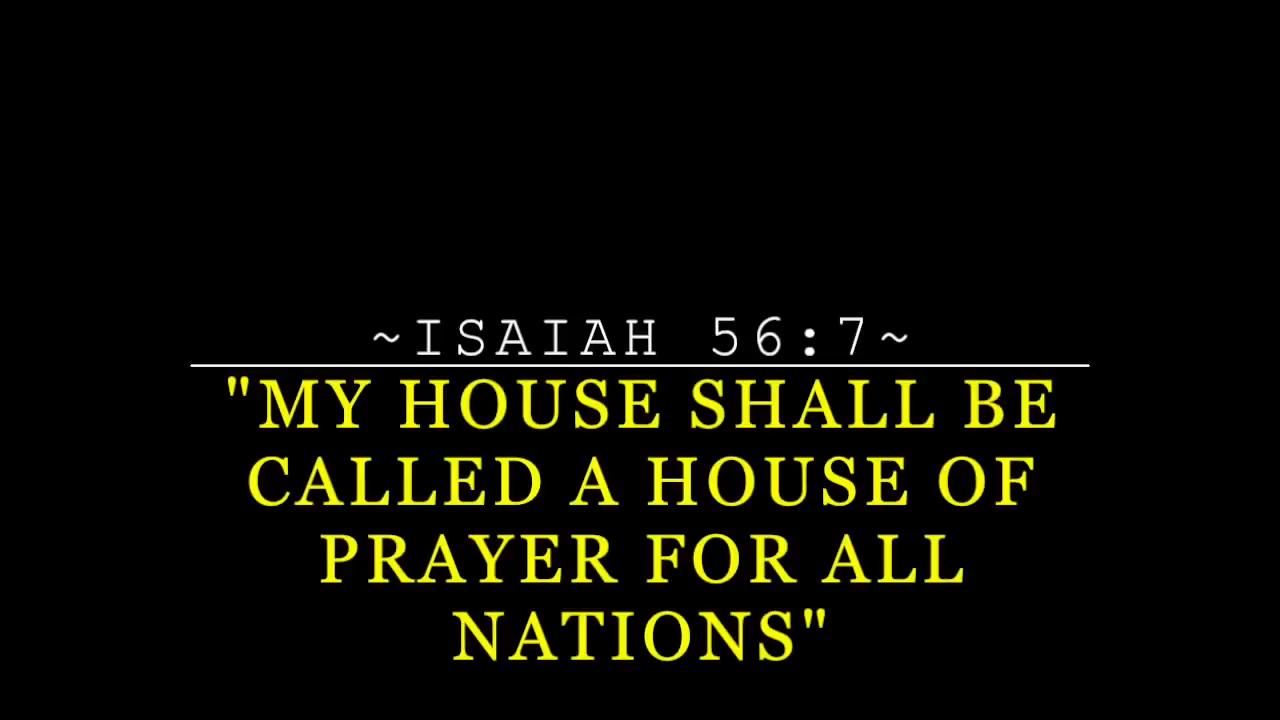 ~ISAIAH 56:7~
"MY HOUSE SHALL BE
CALLED A HOUSE OF
PRAYER FOR ALL
NATIONS"